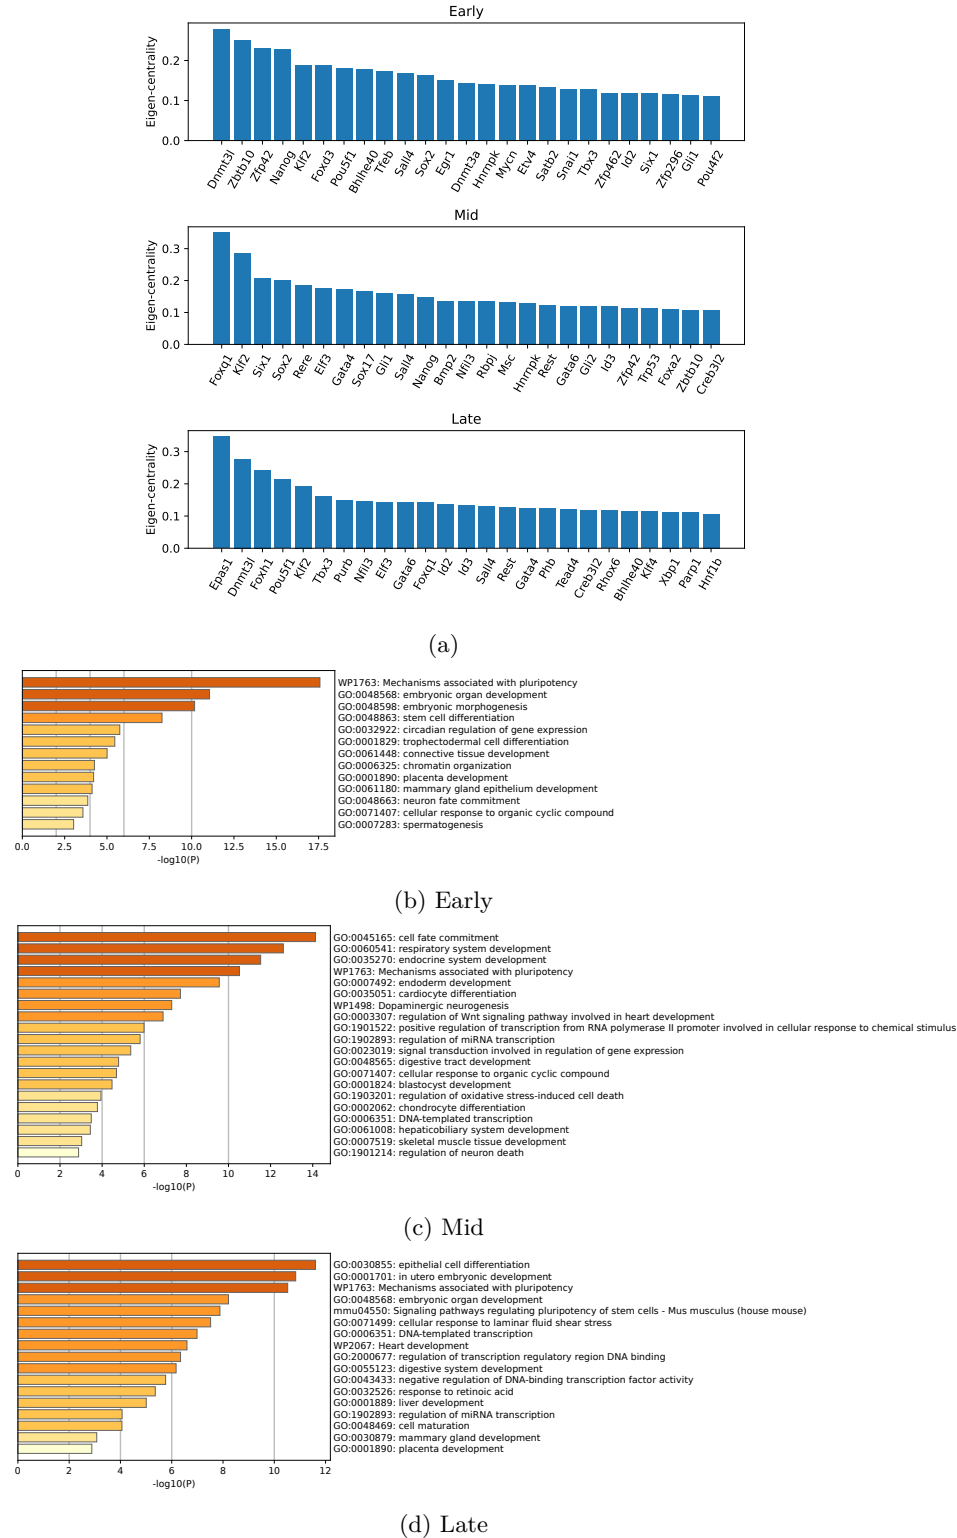 Early
Eigen-centrality
0.2
0.1
0.0
Dnmt3l Zbtb10 Zfp42 Nanog Klf2 Foxd3 Pou5f1 Bhlhe40 Tfeb Sall4 Sox2 Egr1 Dnmt3a Hnrnpk Mycn Etv4 Satb2 Snai1 Tbx3 Zfp462 Id2 Six1 Zfp296 Gli1 Pou4f2
Mid
Eigen-centrality
0.3
0.2
0.1
0.0
Foxq1 Klf2 Six1 Sox2 Rere Elf3 Gata4 Sox17 Gli1 Sall4 Nanog Bmp2 Nfil3 Rbpj Msc Hnrnpk Rest Gata6 Gli2 Id3 Zfp42 Trp53 Foxa2 Zbtb10 Creb3l2
Late
Eigen-centrality
0.3
0.2
0.1
0.0
Epas1 Dnmt3l Foxh1 Pou5f1 Klf2 Tbx3 Purb Nfil3 Elf3 Gata6 Foxq1 Id2 Id3 Sall4 Rest Gata4 Phb Tead4 Creb3l2 Rhox6 Bhlhe40 Klf4 Xbp1 Parp1 Hnf1b
(a)
WP1763: Mechanisms associated with pluripotency
GO:0048568: embryonic organ development
GO:0048598: embryonic morphogenesis
GO:0048863: stem cell differentiation
GO:0032922: circadian regulation of gene expression
GO:0001829: trophectodermal cell differentiation
GO:0061448: connective tissue development
GO:0006325: chromatin organization
GO:0001890: placenta development
GO:0061180: mammary gland epithelium development
GO:0048663: neuron fate commitment
GO:0071407: cellular response to organic cyclic compound
GO:0007283: spermatogenesis
0.0 2.5 5.0 7.5 10.0 12.5 15.0 17.5
-log10(P)
(b) Early
GO:0045165: cell fate commitment
GO:0060541: respiratory system development
GO:0035270: endocrine system development
WP1763: Mechanisms associated with pluripotency
GO:0007492: endoderm development
GO:0035051: cardiocyte differentiation
WP1498: Dopaminergic neurogenesis
GO:0003307: regulation of Wnt signaling pathway involved in heart development
GO:1901522: positive regulation of transcription from RNA polymerase II promoter involved in cellular response to chemical stimulus
GO:1902893: regulation of miRNA transcription
GO:0023019: signal transduction involved in regulation of gene expression
GO:0048565: digestive tract development
GO:0071407: cellular response to organic cyclic compound
GO:0001824: blastocyst development
GO:1903201: regulation of oxidative stress-induced cell death
GO:0002062: chondrocyte differentiation
GO:0006351: DNA-templated transcription
GO:0061008: hepaticobiliary system development
GO:0007519: skeletal muscle tissue development
GO:1901214: regulation of neuron death
0 2 4 6 8 10 12 14
-log10(P)
(c) Mid
GO:0030855: epithelial cell differentiation
GO:0001701: in utero embryonic development
WP1763: Mechanisms associated with pluripotency
GO:0048568: embryonic organ development
mmu04550: Signaling pathways regulating pluripotency of stem cells - Mus musculus (house mouse)
GO:0071499: cellular response to laminar fluid shear stress
GO:0006351: DNA-templated transcription
WP2067: Heart development
GO:2000677: regulation of transcription regulatory region DNA binding
GO:0055123: digestive system development
GO:0043433: negative regulation of DNA-binding transcription factor activity
GO:0032526: response to retinoic acid
GO:0001889: liver development
GO:1902893: regulation of miRNA transcription
GO:0048469: cell maturation
GO:0030879: mammary gland development
GO:0001890: placenta development
0 2 4 6 8 10 12
-log10(P)
(d) Late